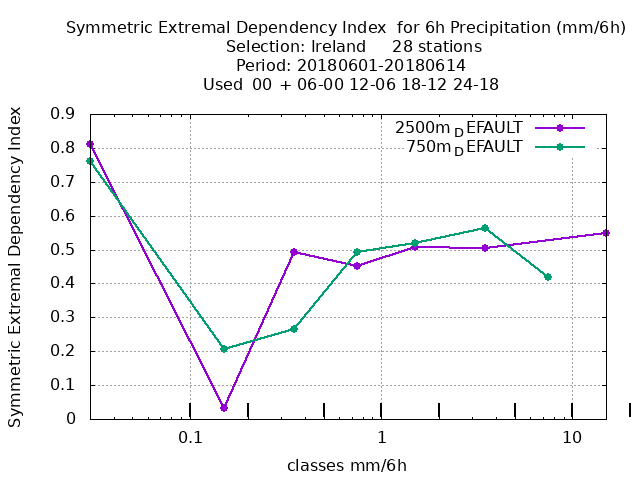 Symmetric Extremal Dependency Index  for 6h Precipitation (mm/6h)
Selection: Ireland     28 stations
Period: 20180601-20180614
Used  00  + 06-00 12-06 18-12 24-18
Symmetric Extremal Dependency Index
0.9
0.8
0.7
0.6
0.5
0.4
0.3
0.2
0.1
0
2500m_DEFAULT
750m_DEFAULT
0.1 1 10
classes mm/6h